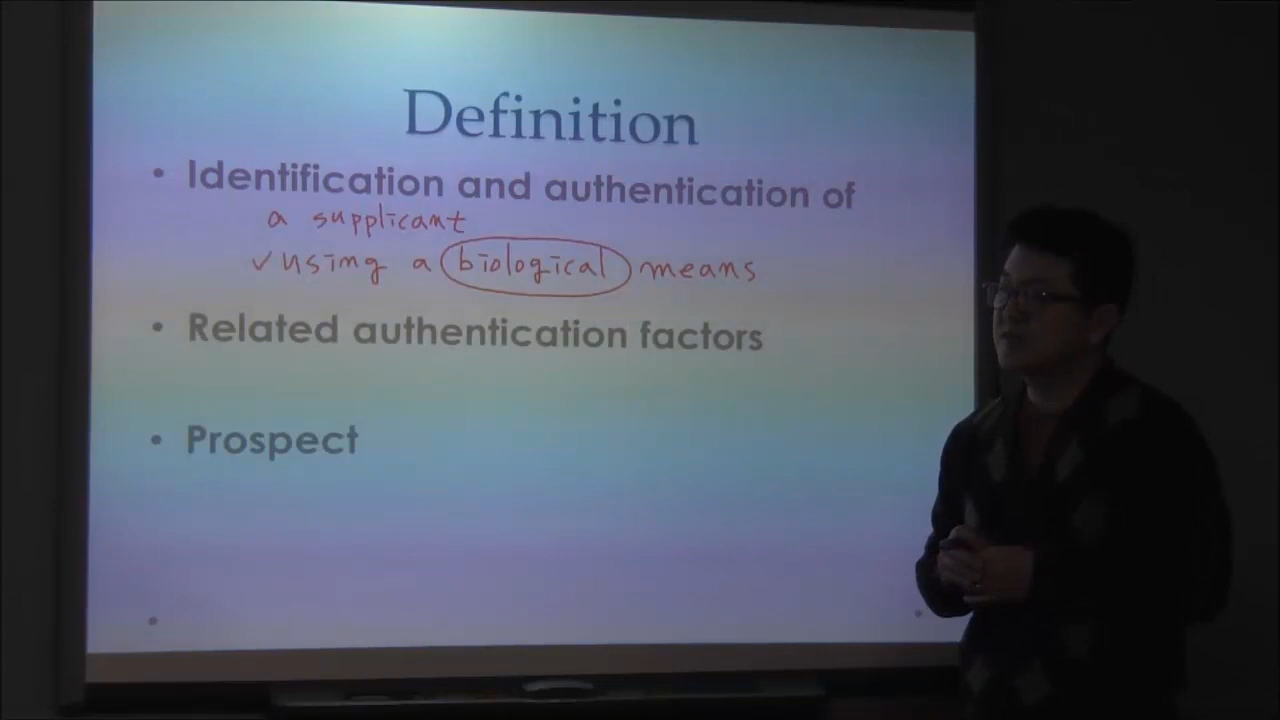 Definition
• Identification and authentication of
a supplicant
✓ using a biological means
• Related authentication factors
• Prospect